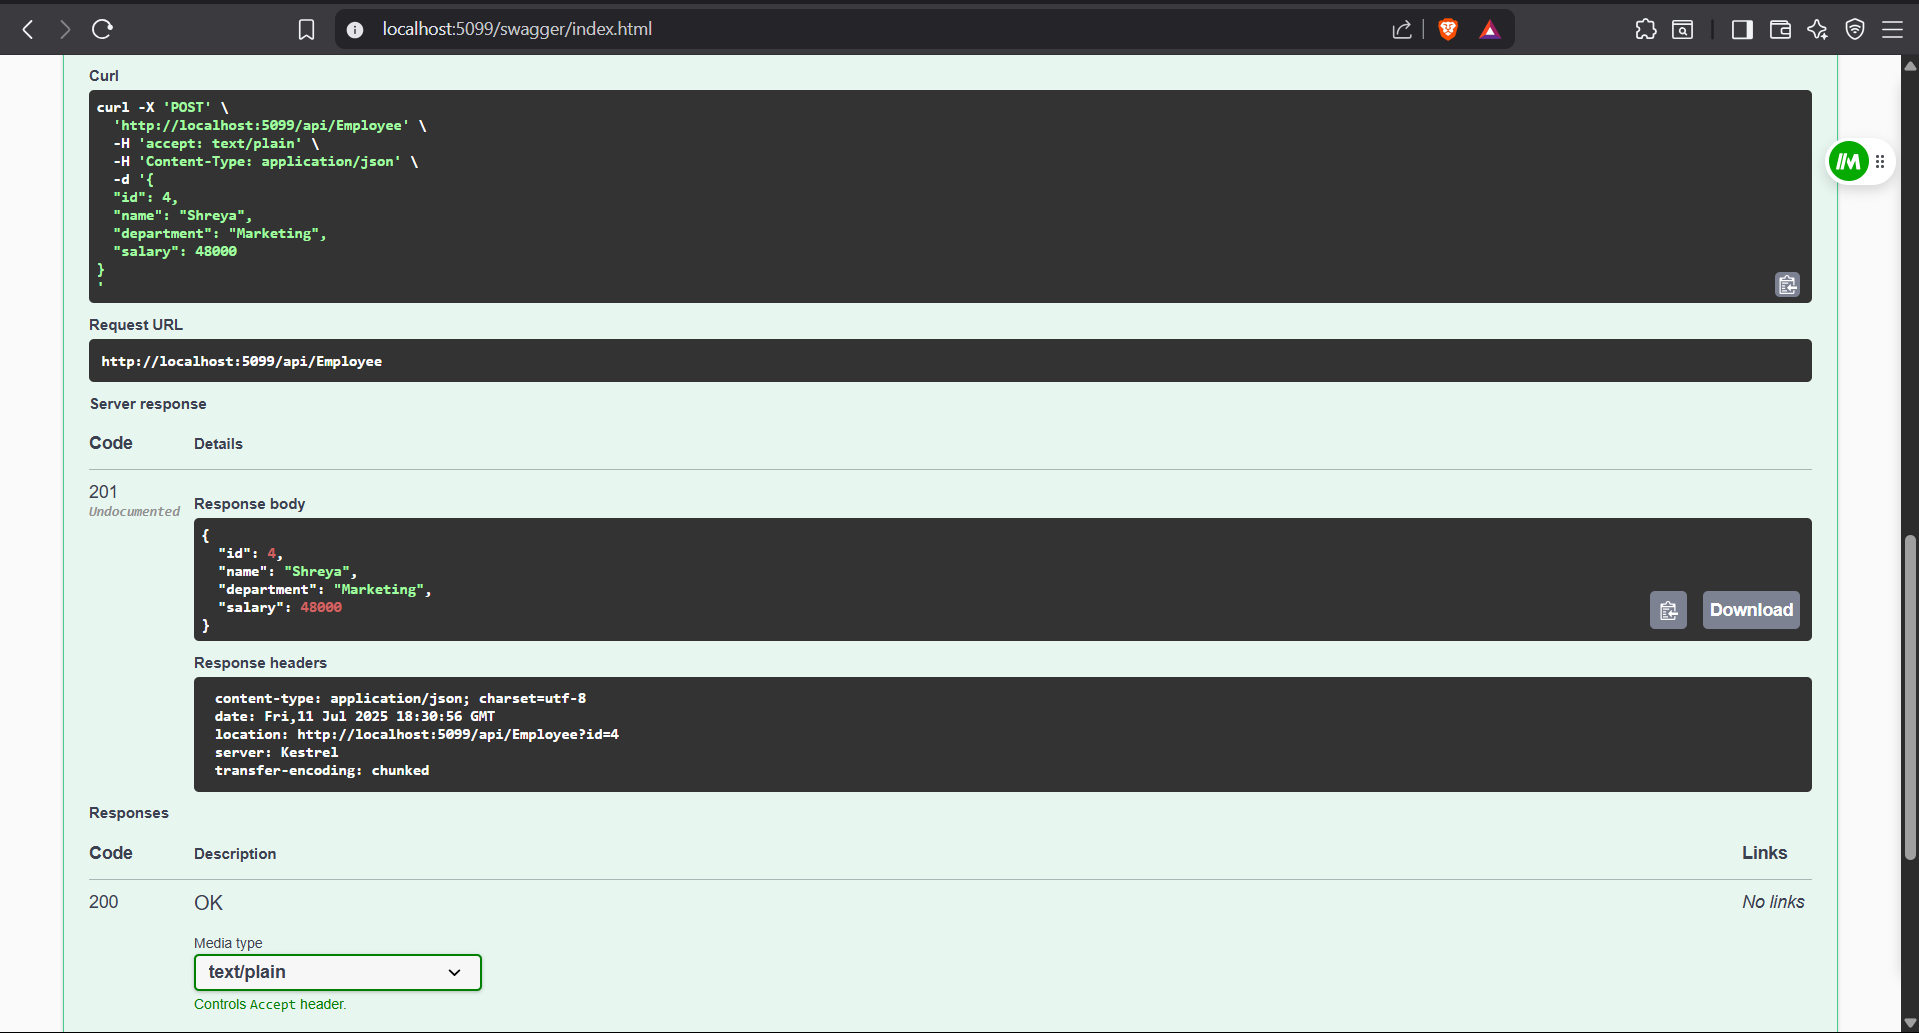 localhost:5099/swagger/index.html
Curl
curl -X 'POST' \
'http://localhost:5099/api/Employee' \
-H 'accept: text/plain' \
-H 'Content-Type: application/json' \
-d '{
"id": 4,
"name": "Shreya",
"department": "Marketing",
"salary": 48000
}
'
Request URL
http://localhost:5099/api/Employee
Server response
Code Details
201
Undocumented
Response body
{
"id": 4,
"name": "Shreya",
"department": "Marketing",
"salary": 48000
}
Download
Response headers
content-type: application/json; charset=utf-8
date: Fri,11 Jul 2025 18:30:56 GMT
location: http://localhost:5099/api/Employee?id=4
server: Kestrel
transfer-encoding: chunked
Responses
Code Description Links
200 OK No links
Media type
text/plain
Controls Accept header.